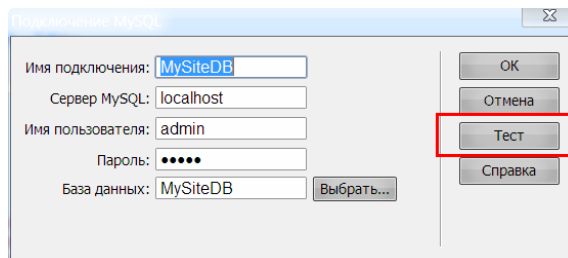 Подключение MySQL
Имя подключения: MySiteDB
Сервер MySQL: localhost
Имя пользователя: admin
Пароль: •••••
База данных: MySiteDB Выбрать...
OK
Отмена
Тест
Справка